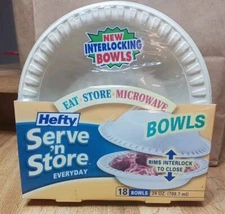 NEW
INTERLOCKING
BOWLS
EAT · STORE · MICROWAVE
Hefty
Serve
'n
Store
EVERYDAY
BOWLS
RIMS INTERLOCK
TO CLOSE
18 BOWLS